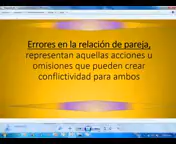 Errores en la relación de pareja,
representan aquellas acciones u
omisiones que pueden crear
conflictividad para ambos